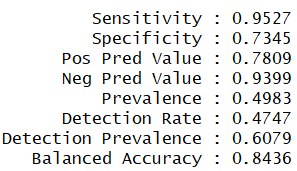 Sensitivity : 0.9527
Specificity : 0.7345
Pos Pred Value : 0.7809
Neg Pred Value : 0.9399
Prevalence : 0.4983
Detection Rate : 0.4747
Detection Prevalence : 0.6079
Balanced Accuracy : 0.8436